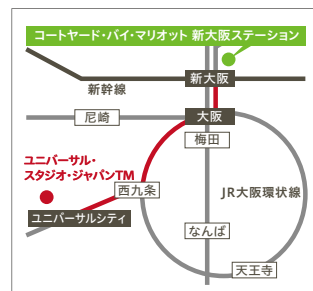 コートヤード・バイ・マリオット 新大阪ステーション
新大阪
新幹線
尼崎
大阪
梅田
ユニバーサル・
スタジオ・ジャパンTM
西九条
JR大阪環状線
ユニバーサルシティ
なんば
天王寺